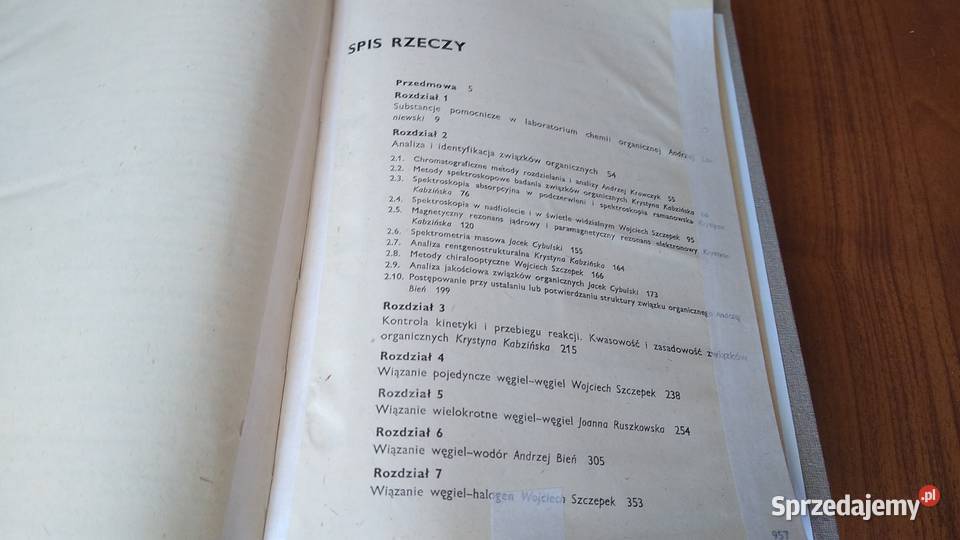 SPIS RZECZY
Przedmowa 5
Rozdział 1
Substancje pomocnicze w laboratorium chemii organicznej Andrzej
niewski 9
Rozdział 2
Analiza i identyfikacja związków organicznych 54
2.1. Chromatograficzne metody rozdzielania i analizy Andrzej Krowczyk 55
2.2. Metody spektroskopowe badania związków organicznych Krystyna Kabzińska
2.3. Spektroskopia absorpcyjna w podczerwieni i spektroskopia ramanowska Krystyna
Kabzińska 76
2.4. Spektroskopia w nadfiolecie i w świetle widzialnym Wojciech Szczepek 95
2.5. Magnetyczny rezonans jądrowy i paramagnetyczny rezonans elektronowy Krystyna
Kabzińska 120
2.6. Spektrometria masowa Jacek Cybulski 155
2.7. Analiza rentgenostrukturalna Krystyna Kabzińska 164
2.8. Metody chiralooptyczne Wojciech Szczepek 166
2.9. Analiza jakościowa związków organicznych Jacek Cybulski 173
2.10. Postępowanie przy ustalaniu lub potwierdzaniu struktury związku organicznego Andrzej
Bień 199
Rozdział 3
Kontrola kinetyki i przebiegu reakcji. Kwasowość i zasadowość związków
organicznych Krystyna Kabzińska 215
Rozdział 4
Wiązanie pojedyncze węgiel–węgiel Wojciech Szczepek 238
Rozdział 5
Wiązanie wielokrotne węgiel–węgiel Joanna Ruszkowska 254
Rozdział 6
Wiązanie węgiel–wodór Andrzej Bień 305
Rozdział 7
Wiązanie węgiel–halogen Wojciech Szczepek 353
957
Sprzedajemy.pl